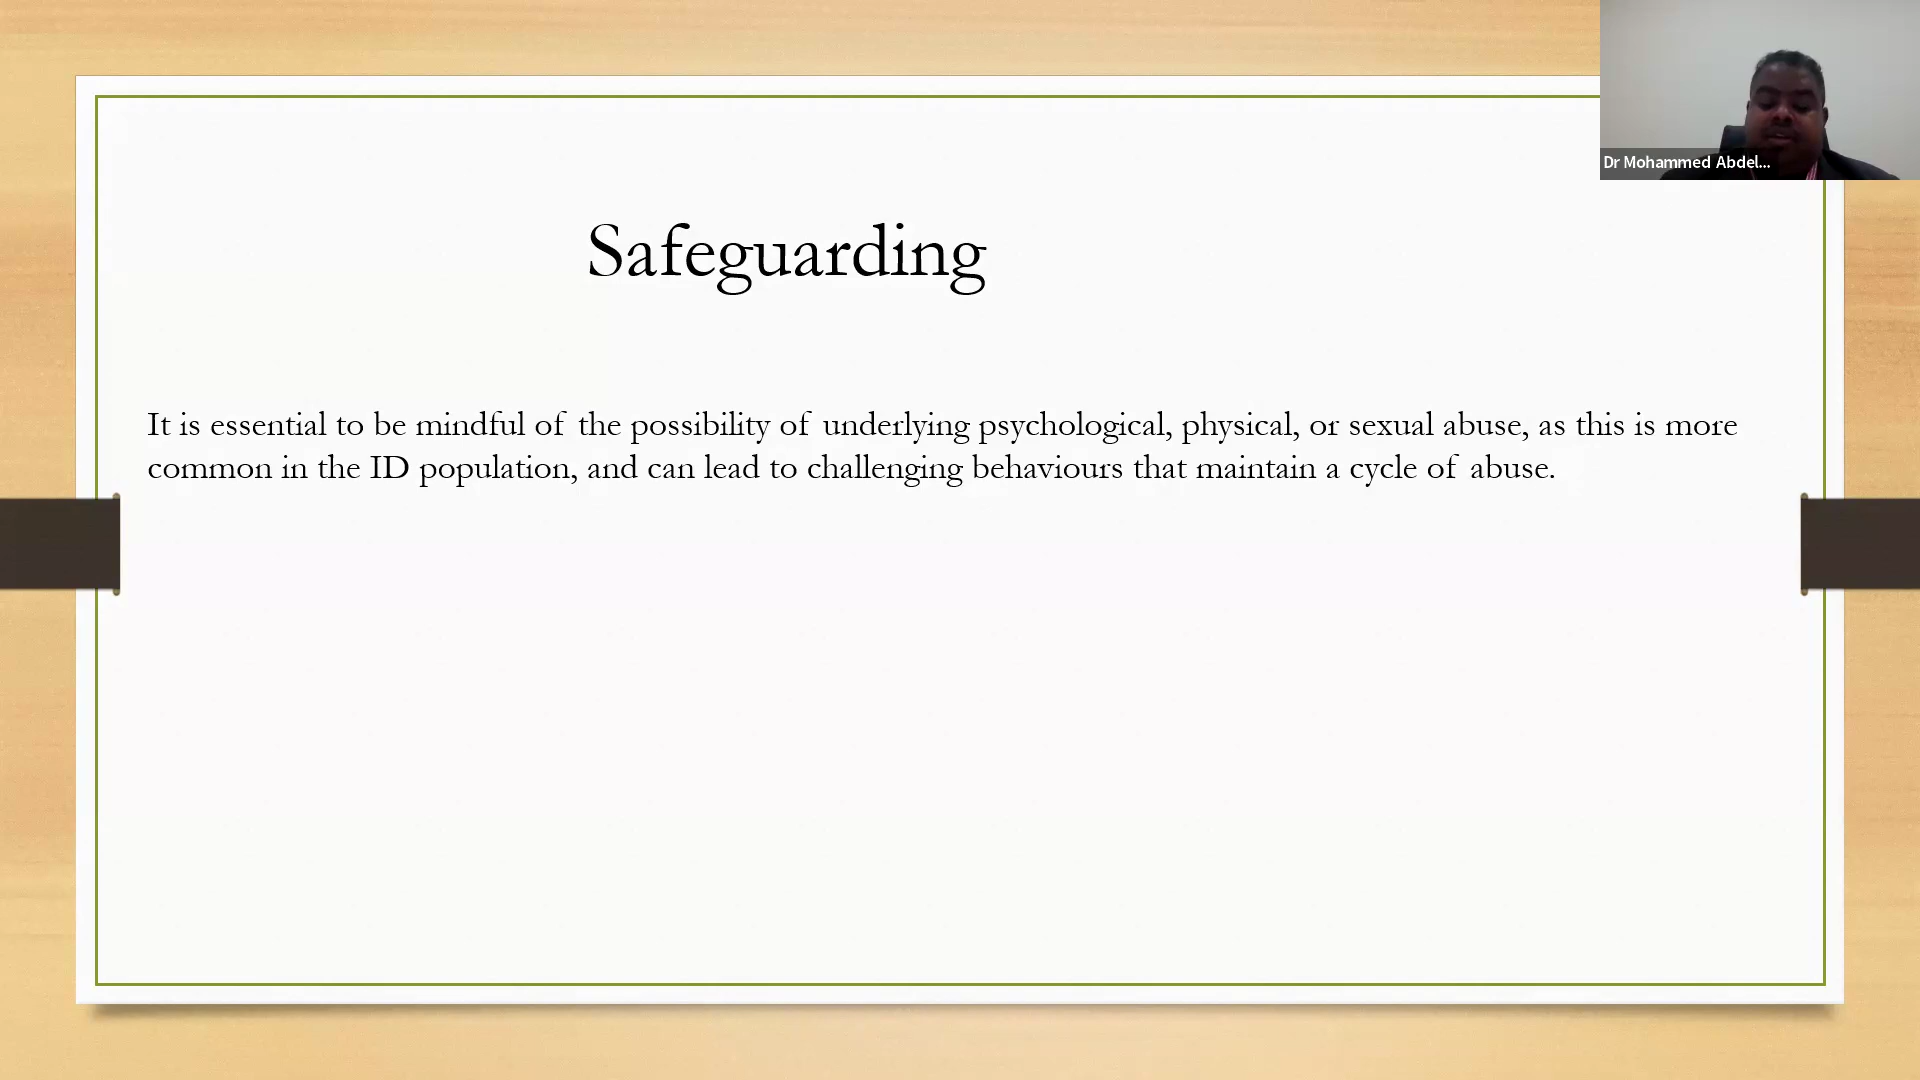 Dr Mohammed Abdel...
Safeguarding
It is essential to be mindful of the possibility of underlying psychological, physical, or sexual abuse, as this is more
common in the ID population, and can lead to challenging behaviours that maintain a cycle of abuse.